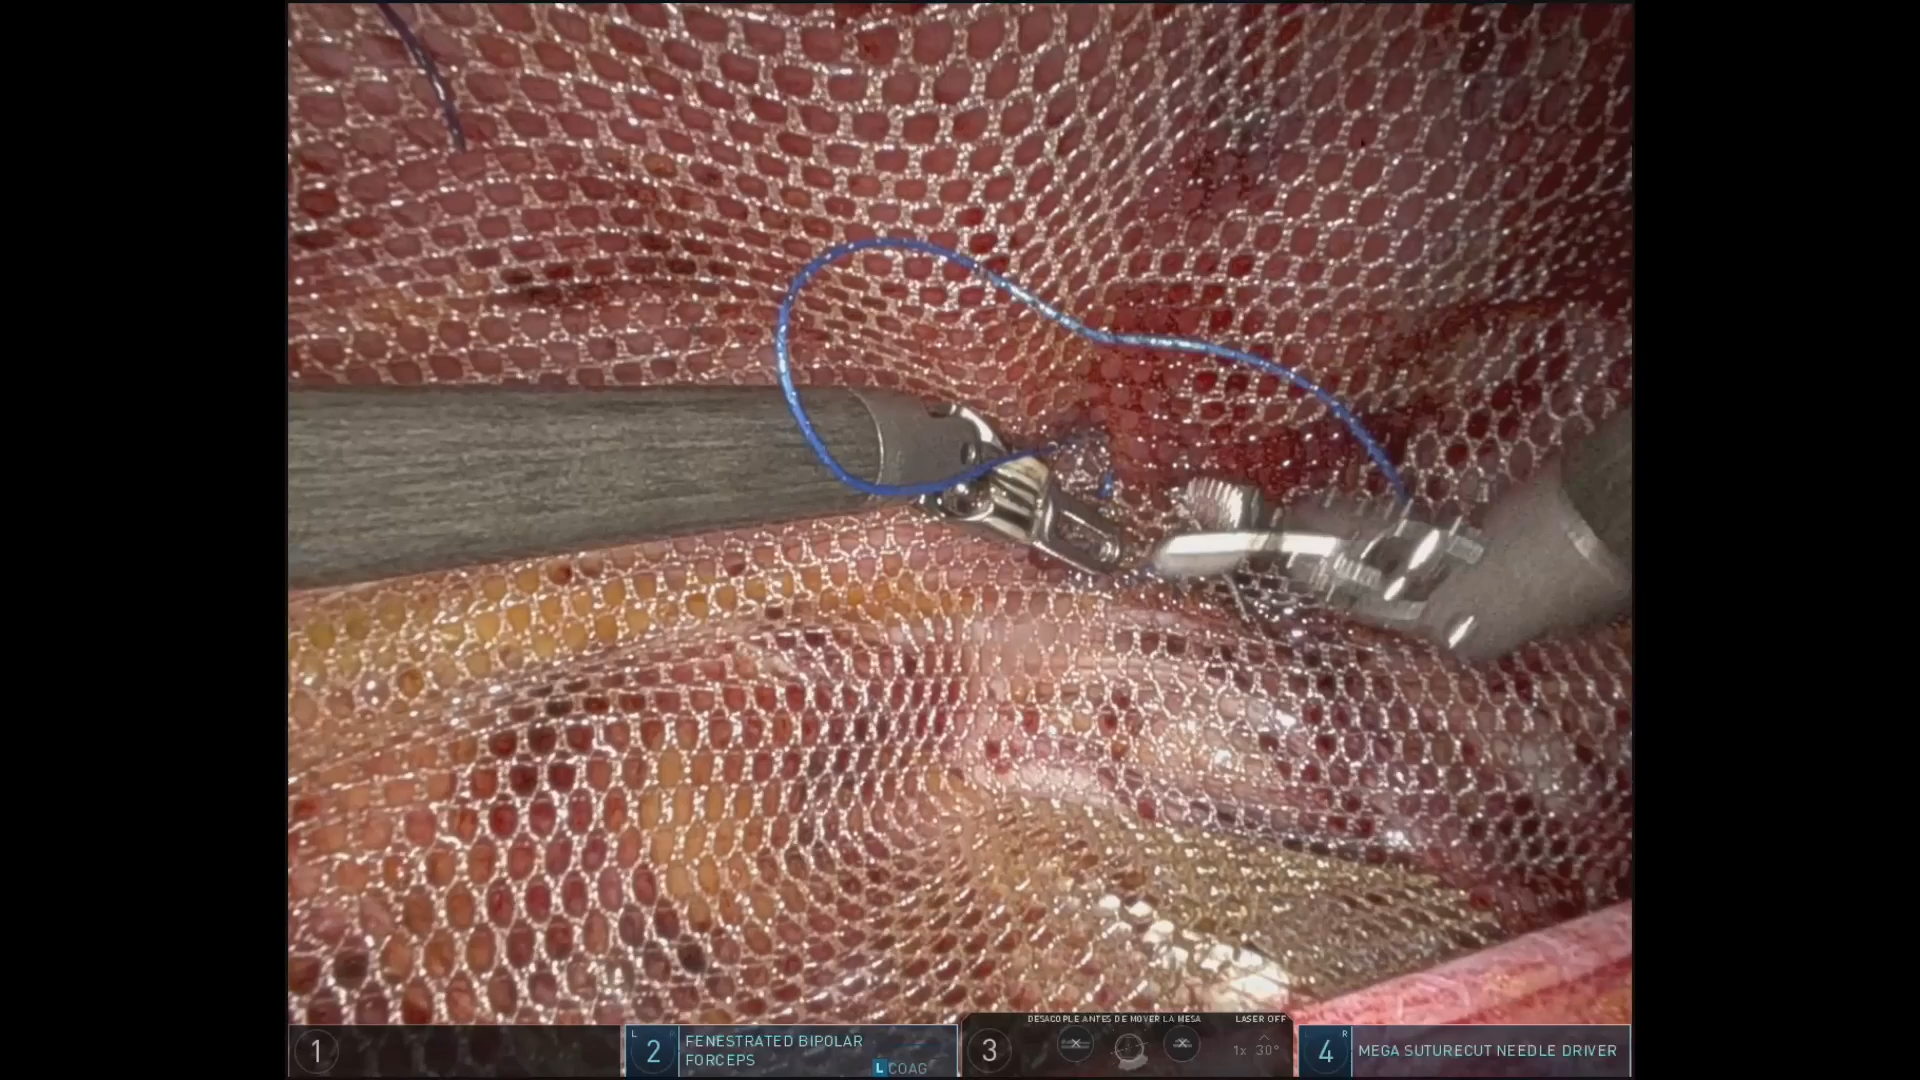 DESACOPLE ANTES DE MOVER LA MESA
LASER OFF
1
L R
2
FENESTRATED BIPOLAR
FORCEPS
L COAG
3
1x 30°
R
4
MEGA SUTURECUT NEEDLE DRIVER